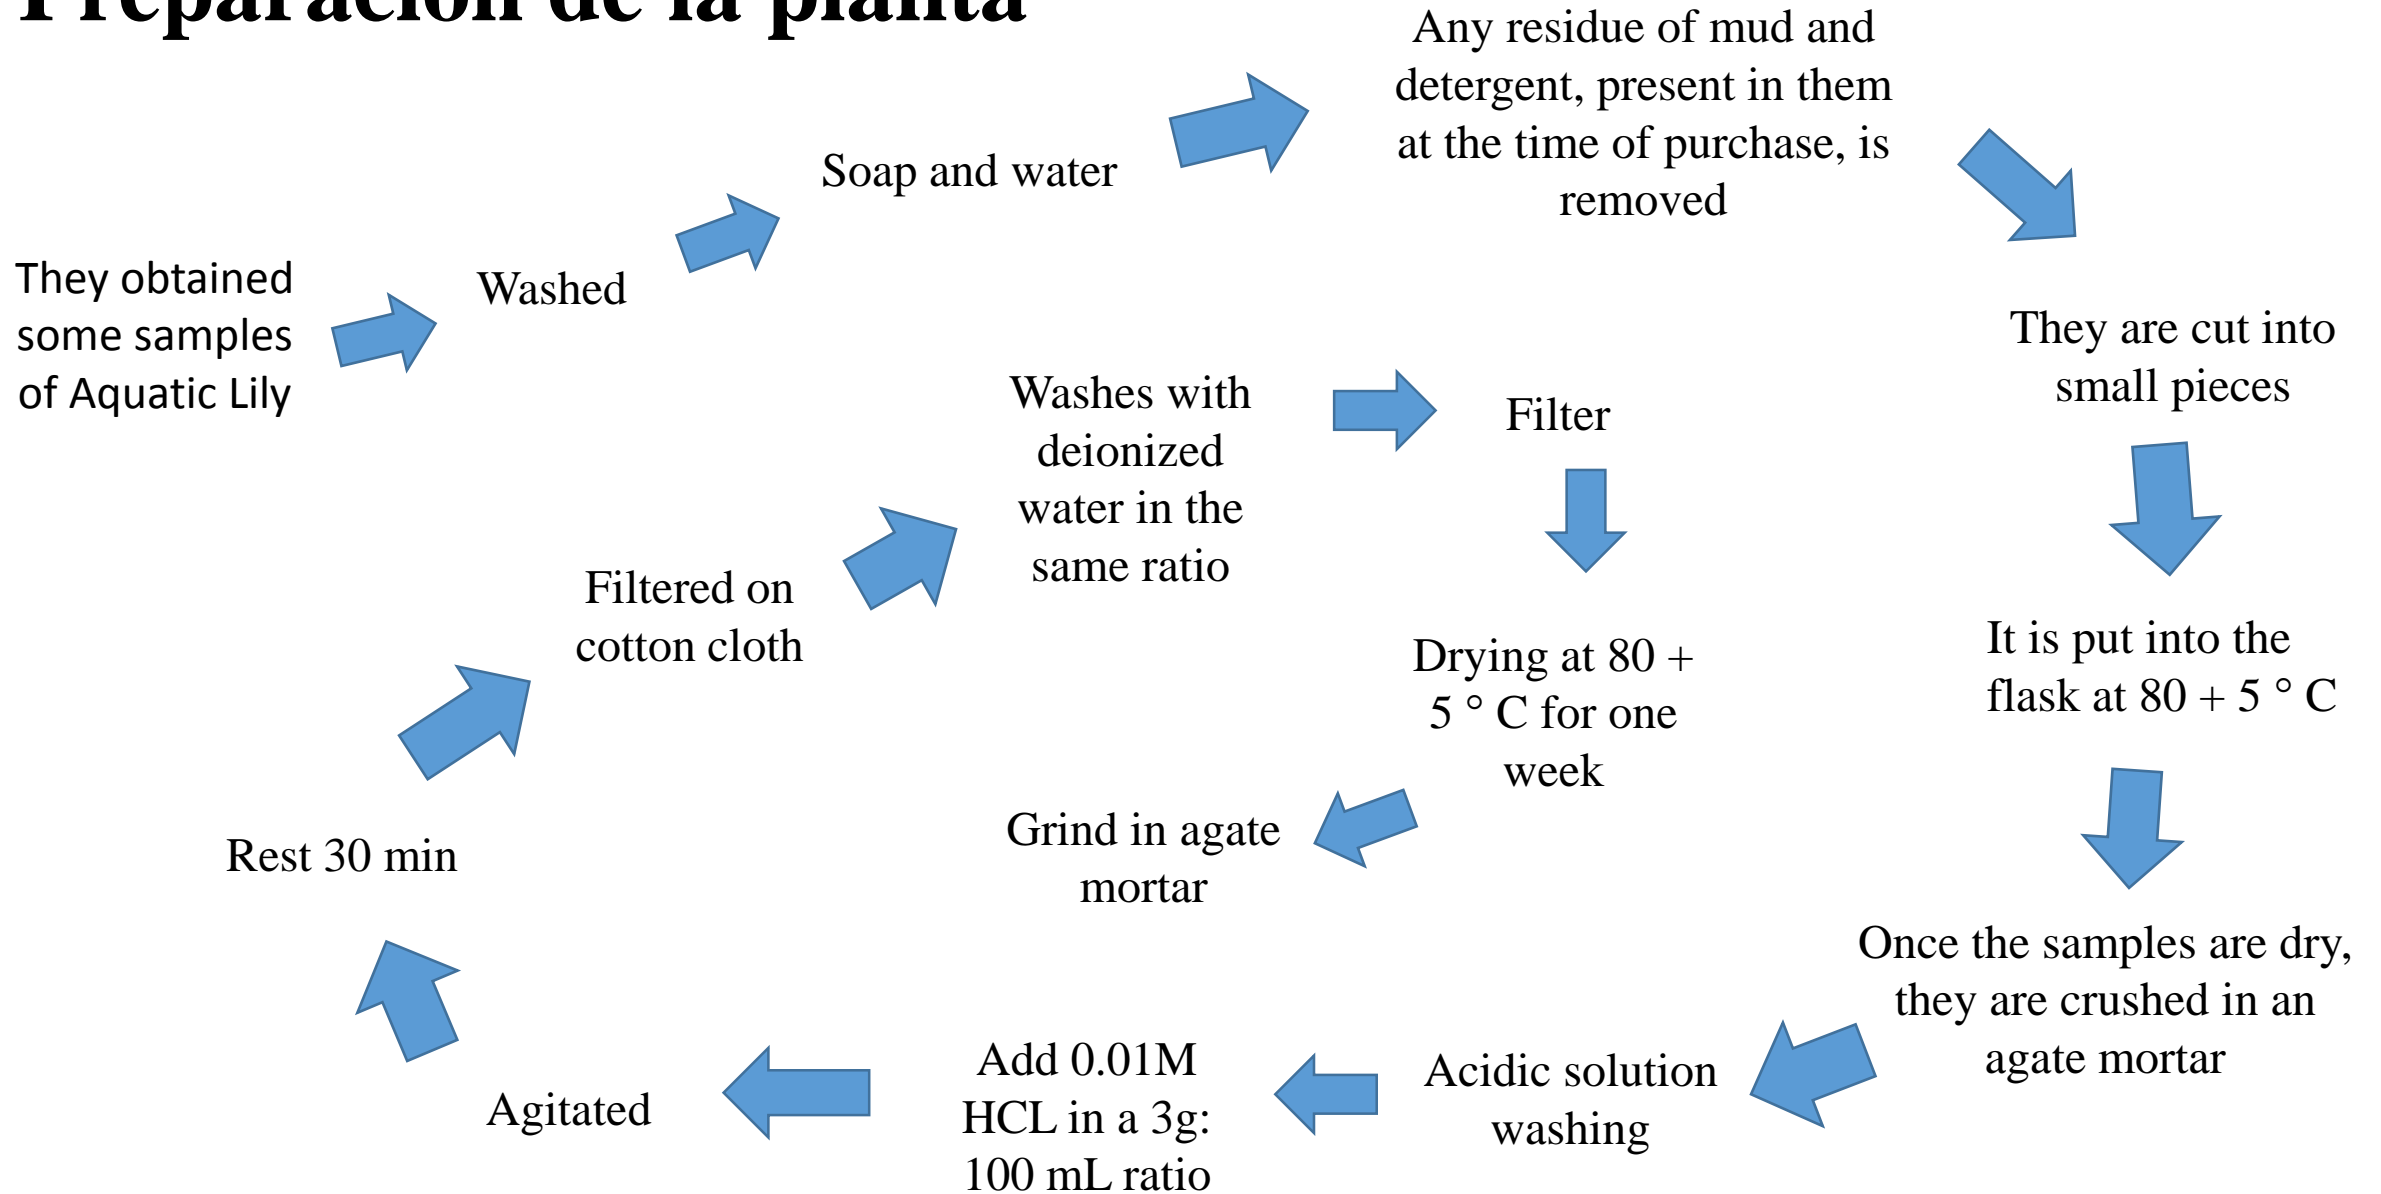 Preparación de la planta
They obtained
some samples
of Aquatic Lily
Washed
Soap and water
Any residue of mud and
detergent, present in them
at the time of purchase, is
removed
They are cut into
small pieces
It is put into the
flask at 80 + 5 ° C
Once the samples are dry,
they are crushed in an
agate mortar
Acidic solution
washing
Add 0.01M
HCL in a 3g:
100 mL ratio
Agitated
Rest 30 min
Filtered on
cotton cloth
Washes with
deionized
water in the
same ratio
Filter
Drying at 80 +
5 ° C for one
week
Grind in agate
mortar